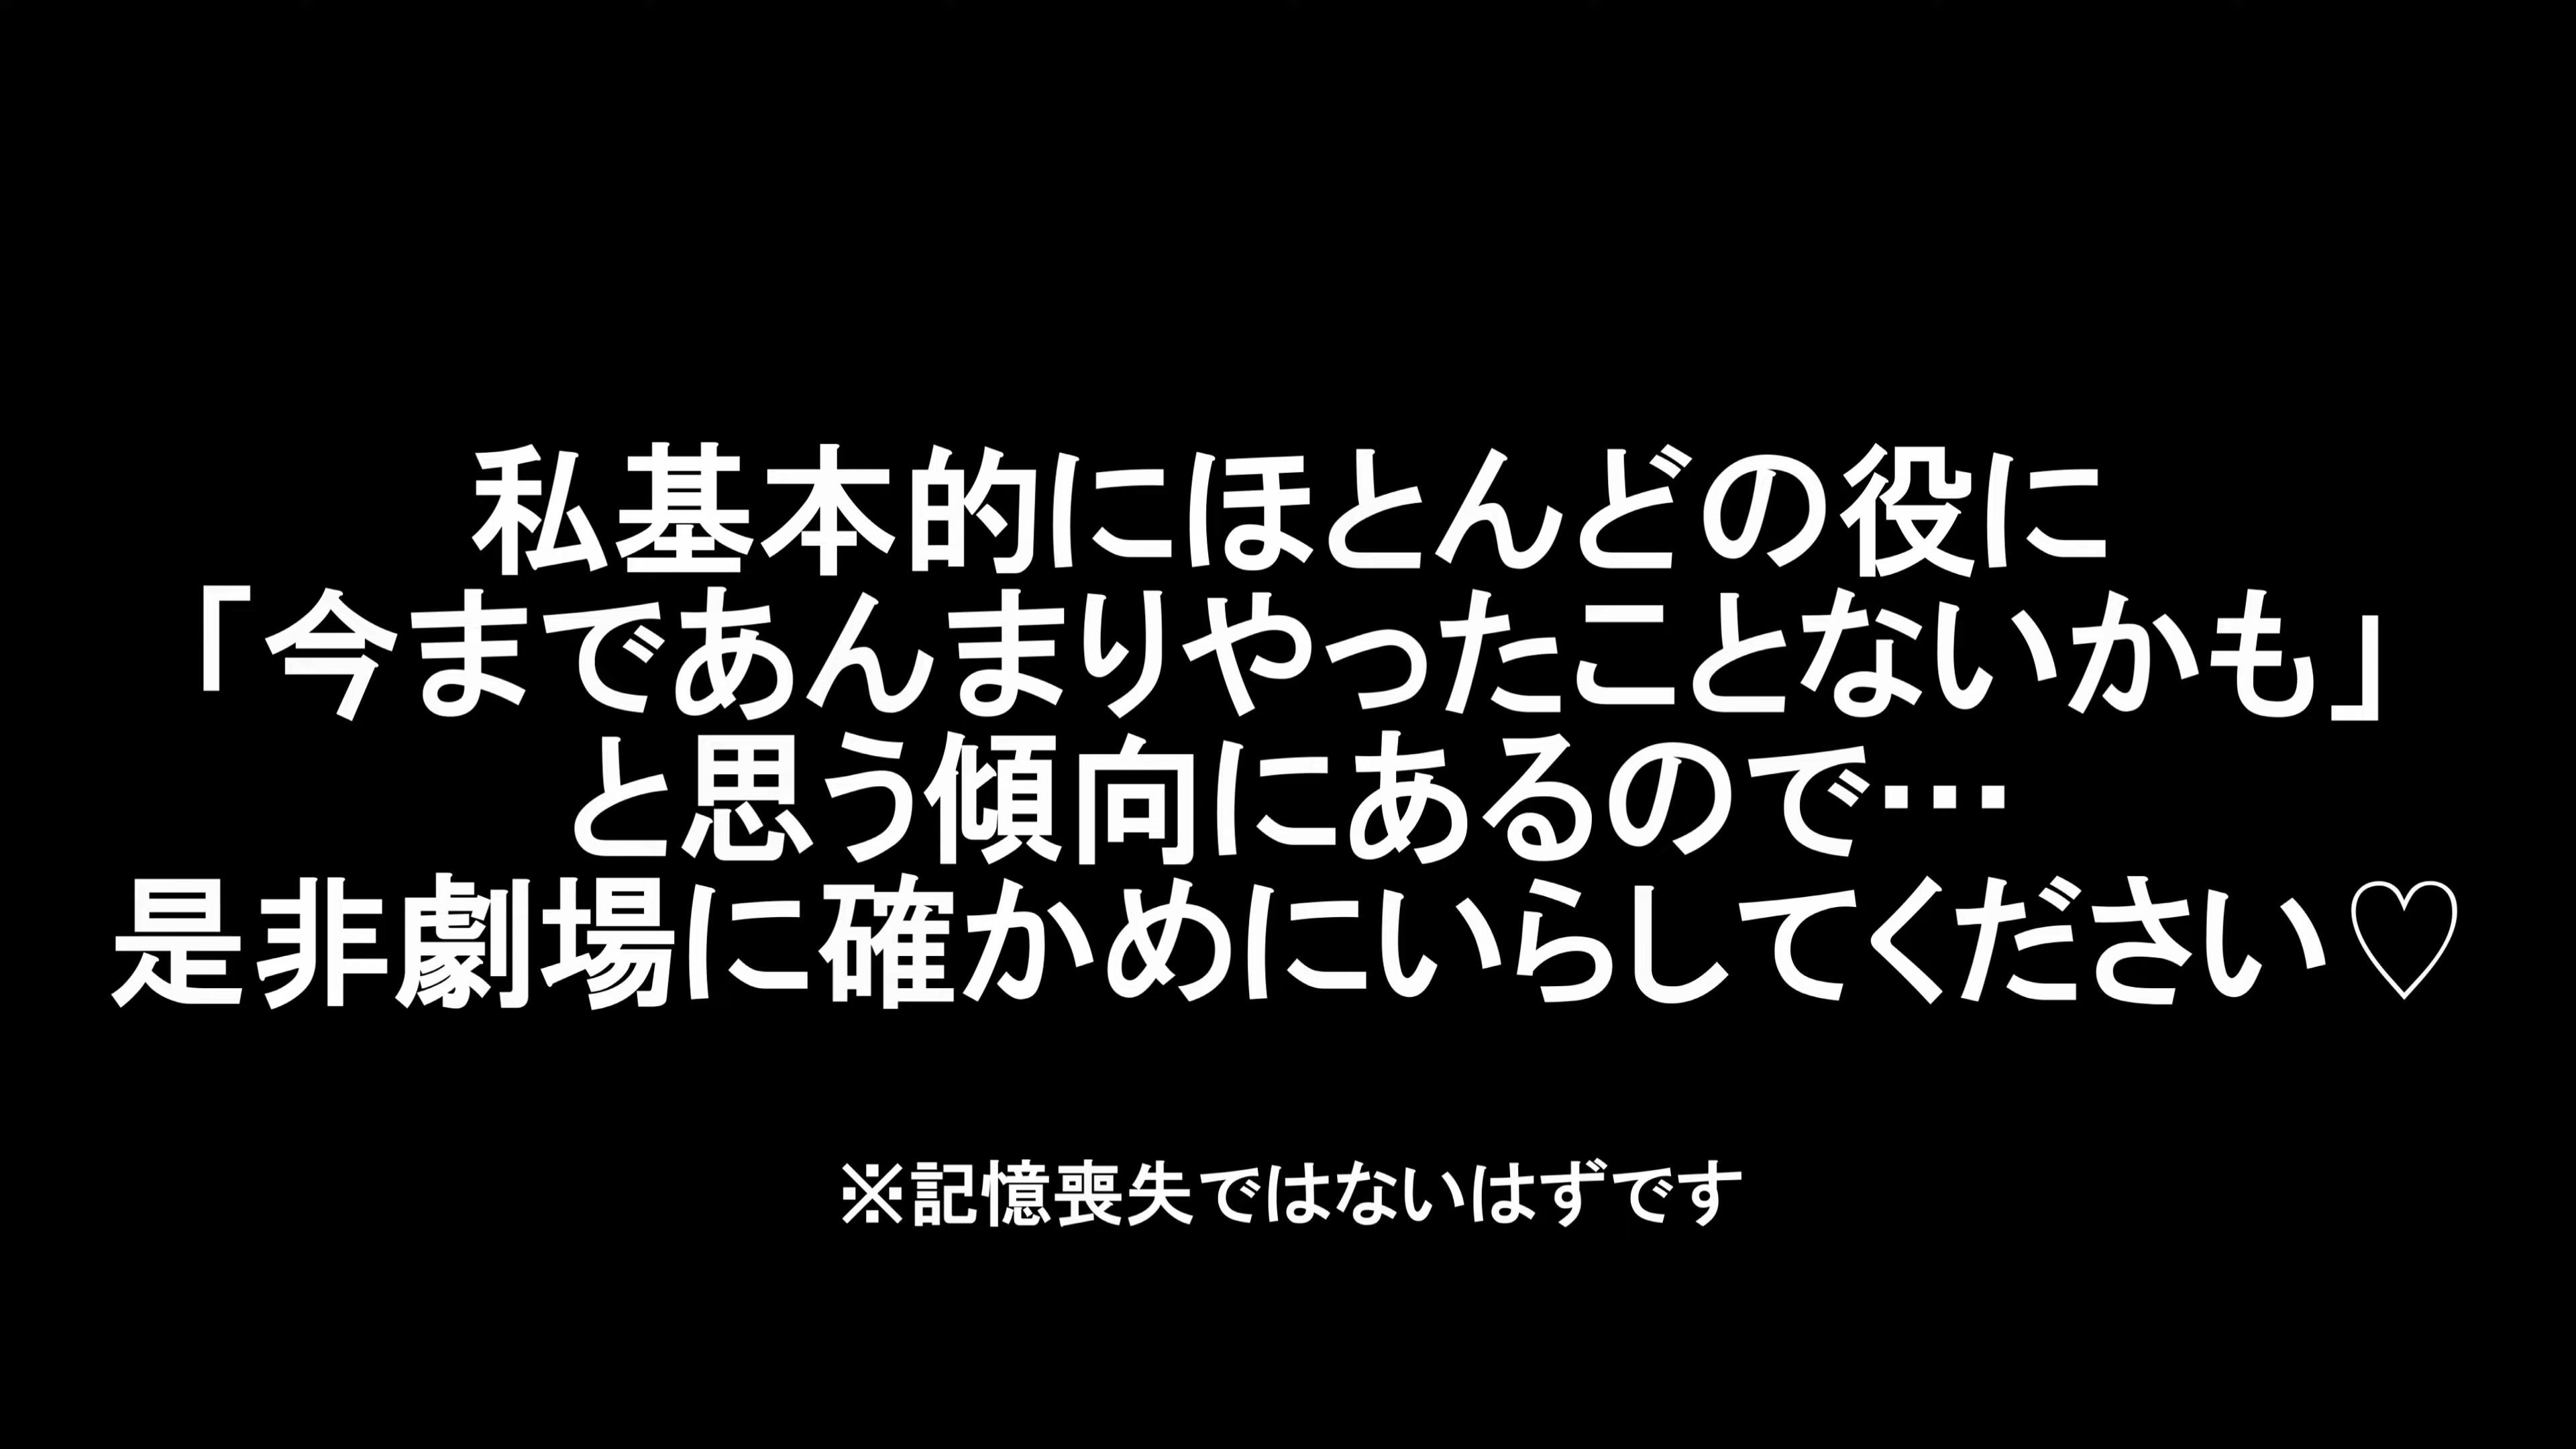 私基本的にほとんどの役に
「今まであんまりやったことないかも」
と思う傾向にあるので…
是非劇場に確かめにいらしてください♡
※記憶喪失ではないはずです